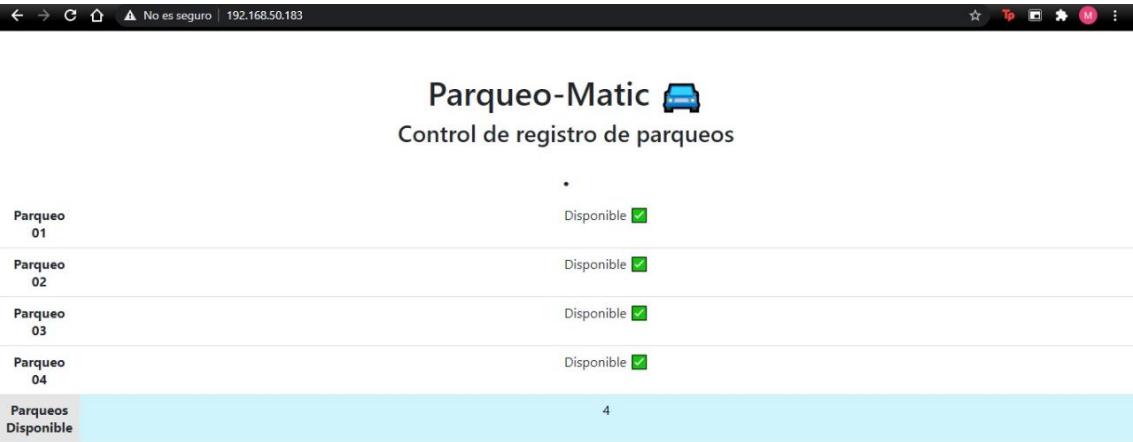 No es seguro | 192.168.50.183
Tp
M
Parqueo-Matic 🚘
Control de registro de parqueos
.
Parqueo
01
Disponible ✅
Parqueo
02
Disponible ✅
Parqueo
03
Disponible ✅
Parqueo
04
Disponible ✅
Parqueos
Disponible
4